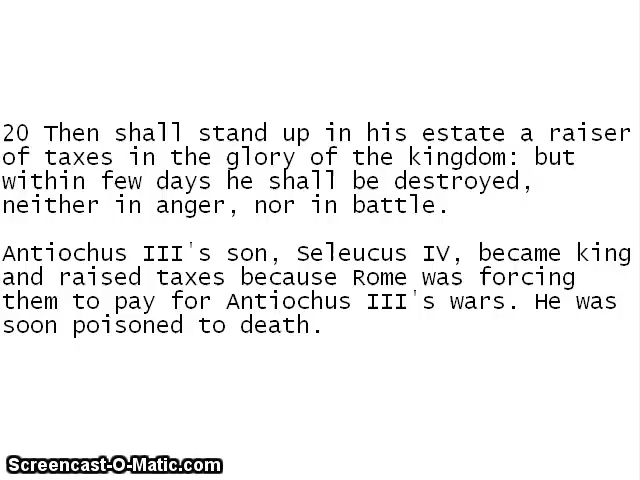 20 Then shall stand up in his estate a raiser
of taxes in the glory of the kingdom: but
within few days he shall be destroyed,
neither in anger, nor in battle.
Antiochus III's son, Seleucus IV, became king
and raised taxes because Rome was forcing
them to pay for Antiochus III's wars. He was
soon poisoned to death.
Screencast-O-Matic.com